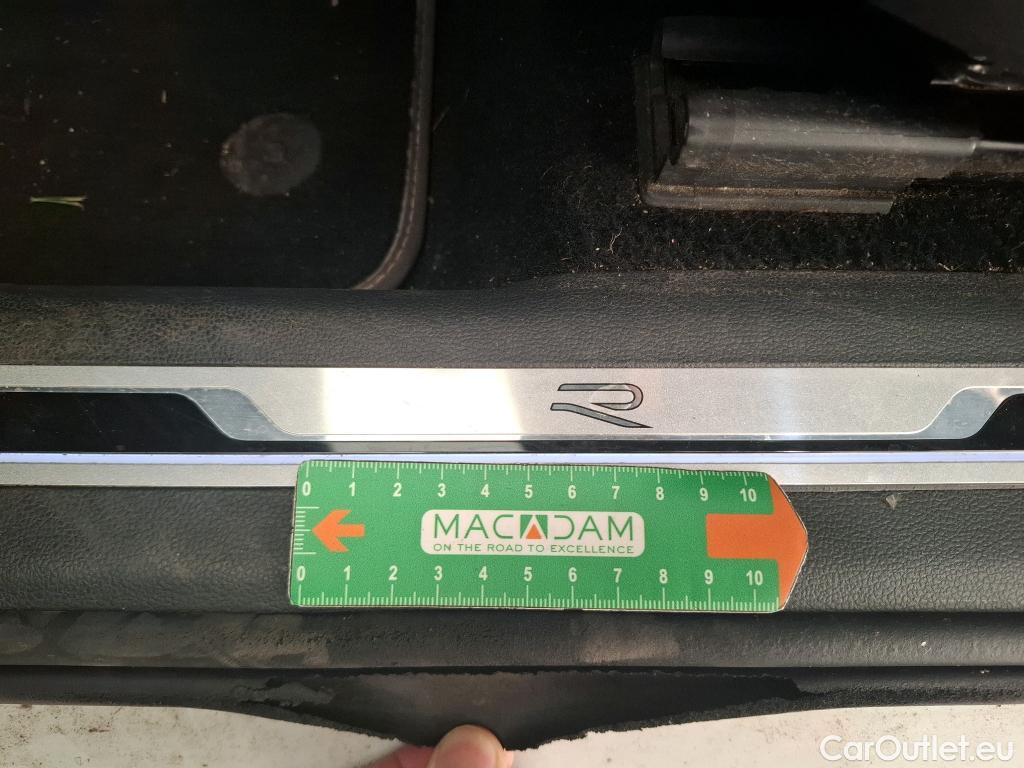 R
0 1 2 3 4 5 6 7 8 9 10
MACADAM
ON THE ROAD TO EXCELLENCE
0 1 2 3 4 5 6 7 8 9 10
CarOutlet.eu